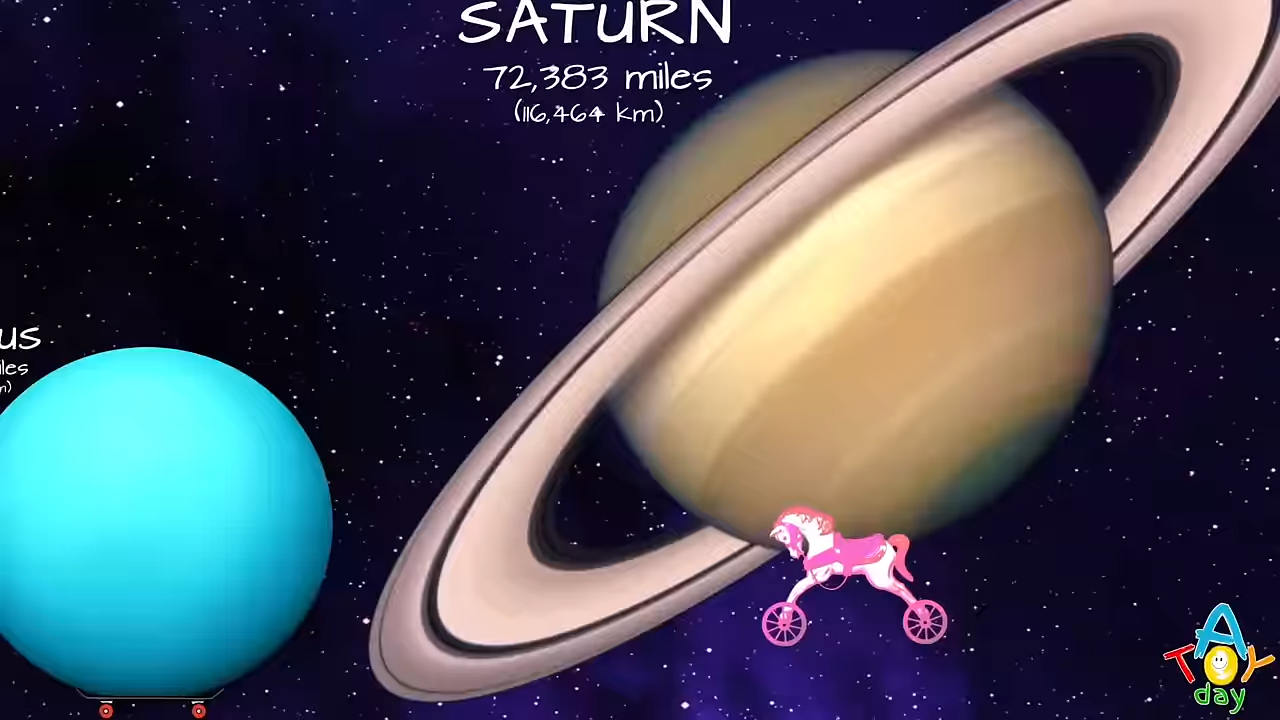 SATURN
72,383 miles
(116,464 km)
US
iles
m)
A
TOY
day